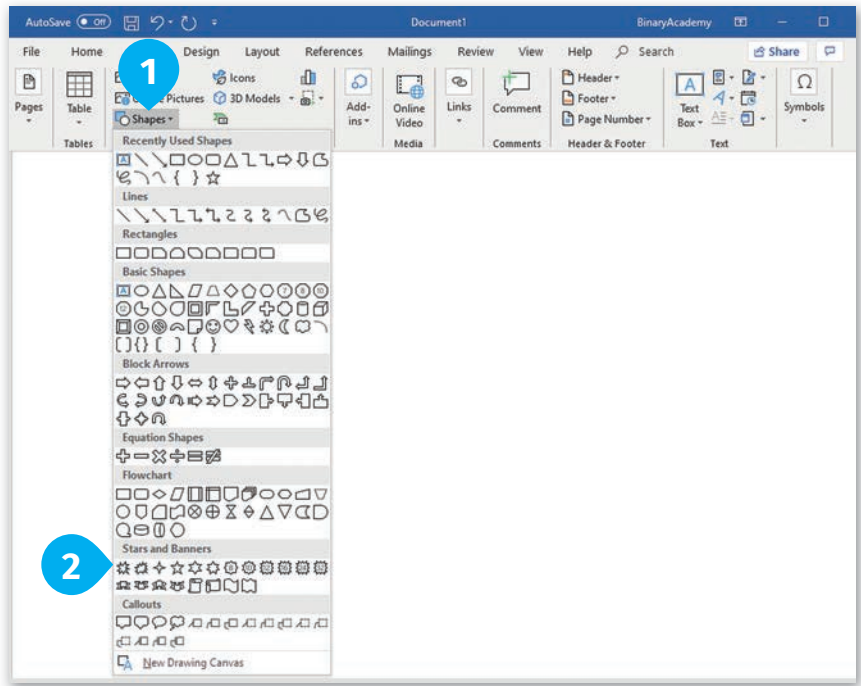 AutoSave Off Document1 BinaryAcademy
File Home Design Layout References Mailings Review View Help Search Share
1
Icons
Pictures 3D Models
Shapes
Pages
Table
Tables
Add-
ins
Online
Video
Media
Links
Comment
Comments
Header
Footer
Page Number
Header & Footer
A
Text
Box
Text
Ω
Symbols
Recently Used Shapes
Lines
Rectangles
Basic Shapes
Block Arrows
Equation Shapes
Flowchart
2
Stars and Banners
Callouts
New Drawing Canvas